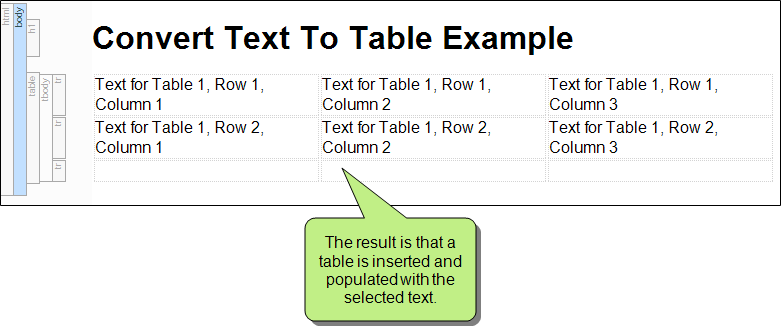 html
body
h1
table
tbody
tr
tr
tr
Convert Text To Table Example
Text for Table 1, Row 1, Column 1
Text for Table 1, Row 1, Column 2
Text for Table 1, Row 1, Column 3
Text for Table 1, Row 2, Column 1
Text for Table 1, Row 2, Column 2
Text for Table 1, Row 2, Column 3
The result is that a
table is inserted and
populated with the
selected text.